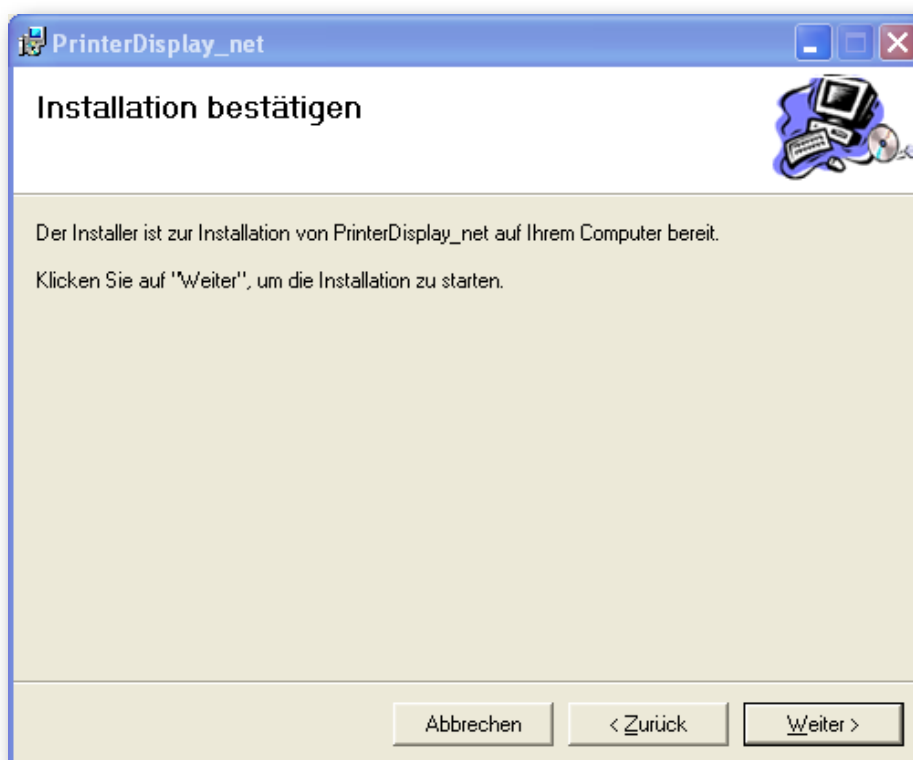 PrinterDisplay_net
Installation bestätigen
Der Installer ist zur Installation von PrinterDisplay_net auf Ihrem Computer bereit.
Klicken Sie auf "Weiter", um die Installation zu starten.
Abbrechen
< Zurück
Weiter >